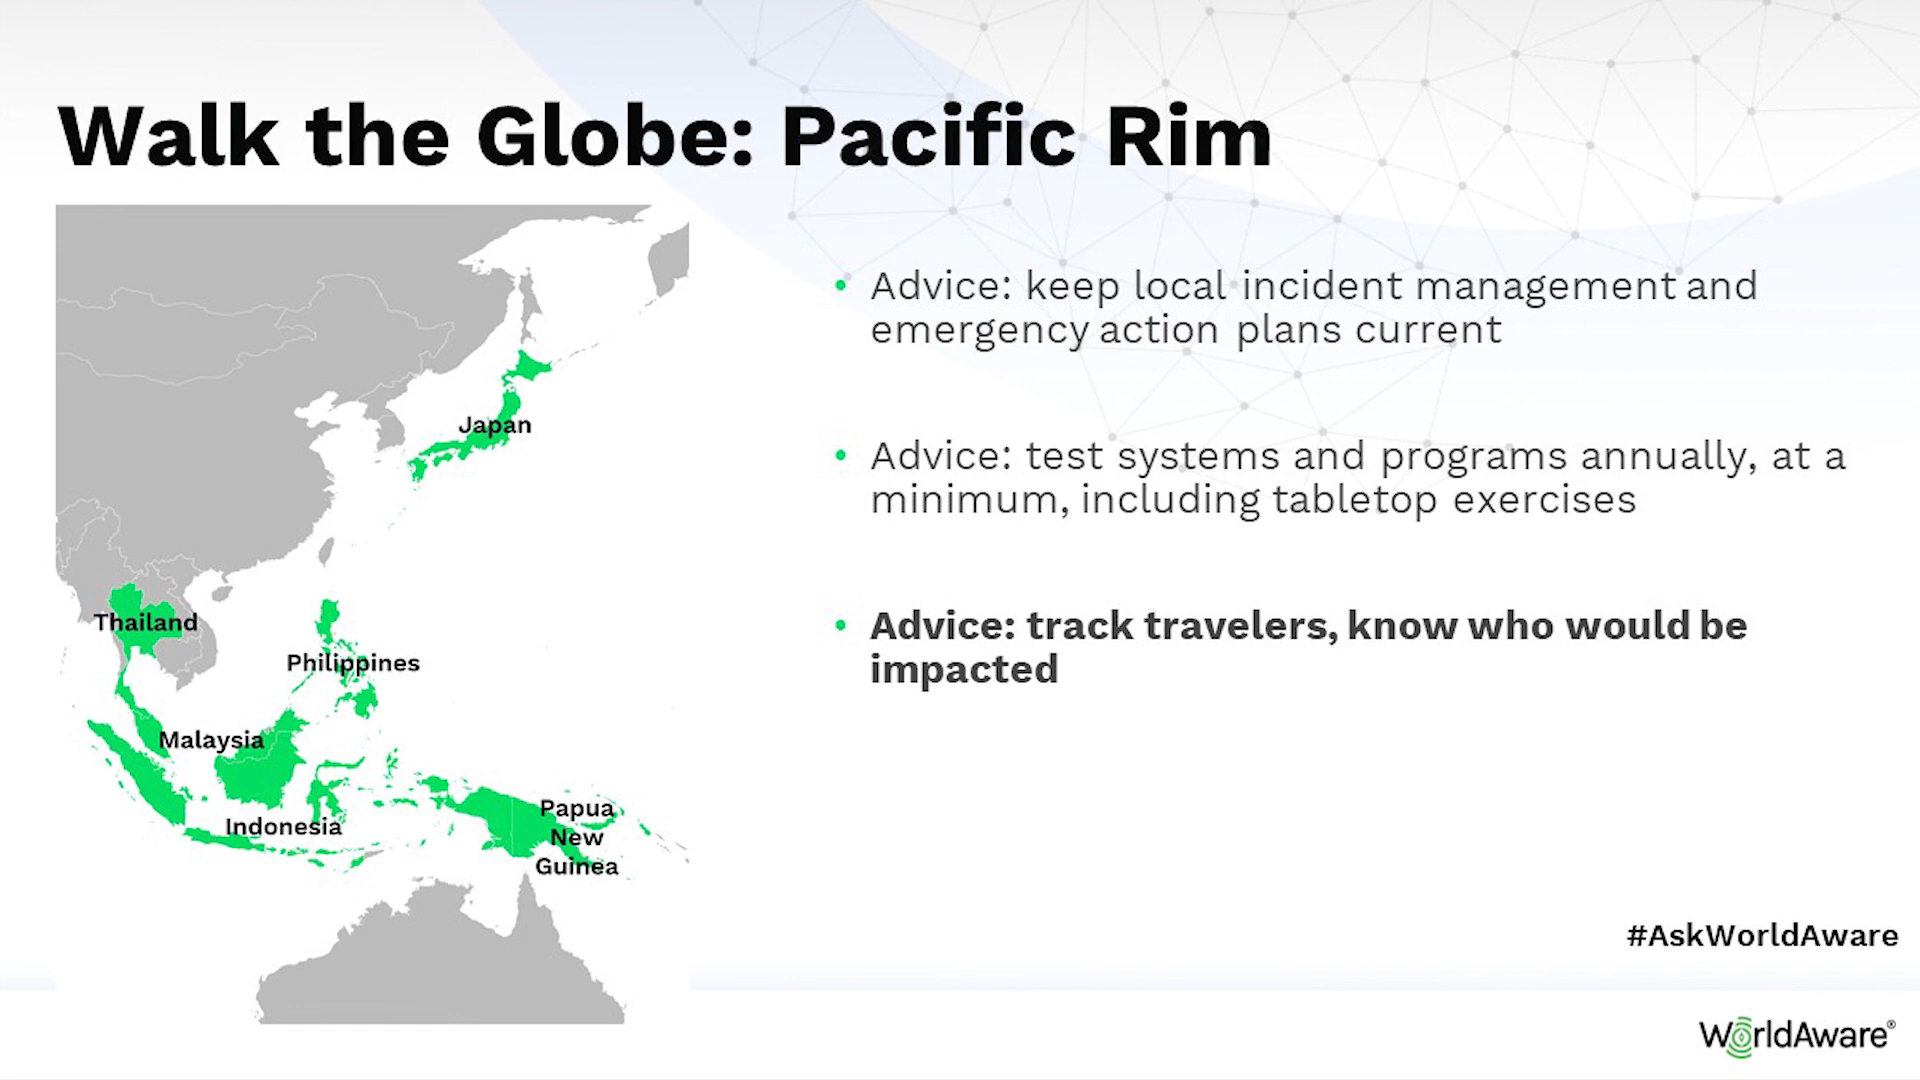 Walk the Globe: Pacific Rim
Japan
Thailand
Philippines
Malaysia
Indonesia
Papua
New
Guinea
• Advice: keep local incident management and
emergency action plans current
• Advice: test systems and programs annually, at a
minimum, including tabletop exercises
• Advice: track travelers, know who would be
impacted
#AskWorldAware
WorldAware®